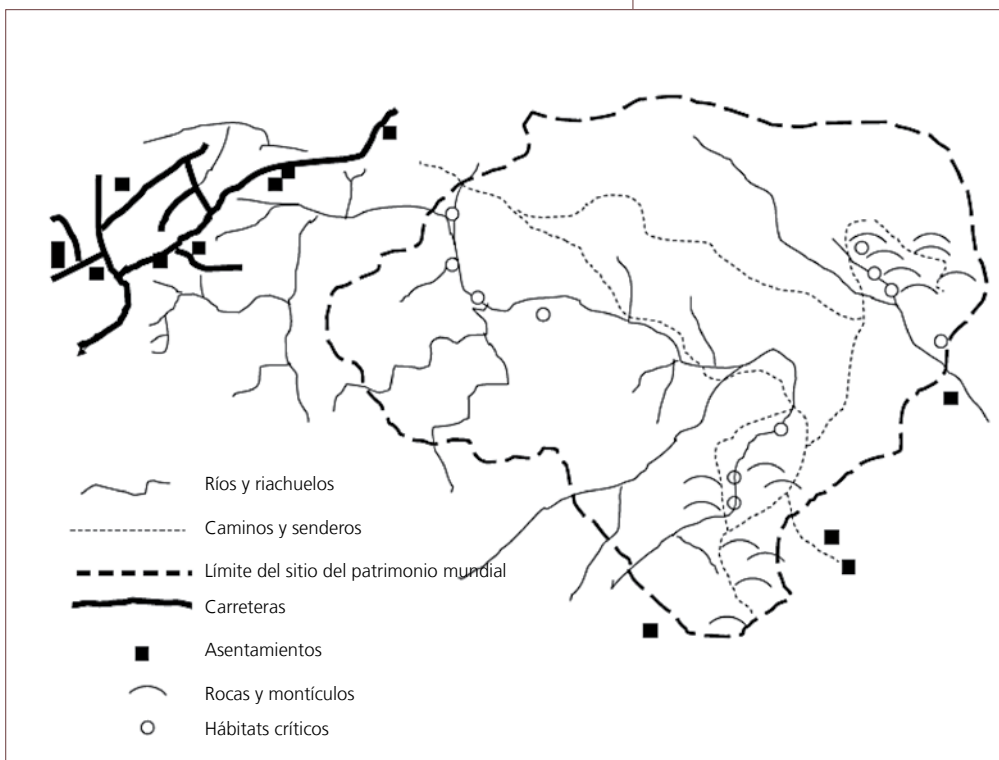 Ríos y riachuelos
Caminos y senderos
Límite del sitio del patrimonio mundial
Carreteras
Asentamientos
Rocas y montículos
Hábitats críticos